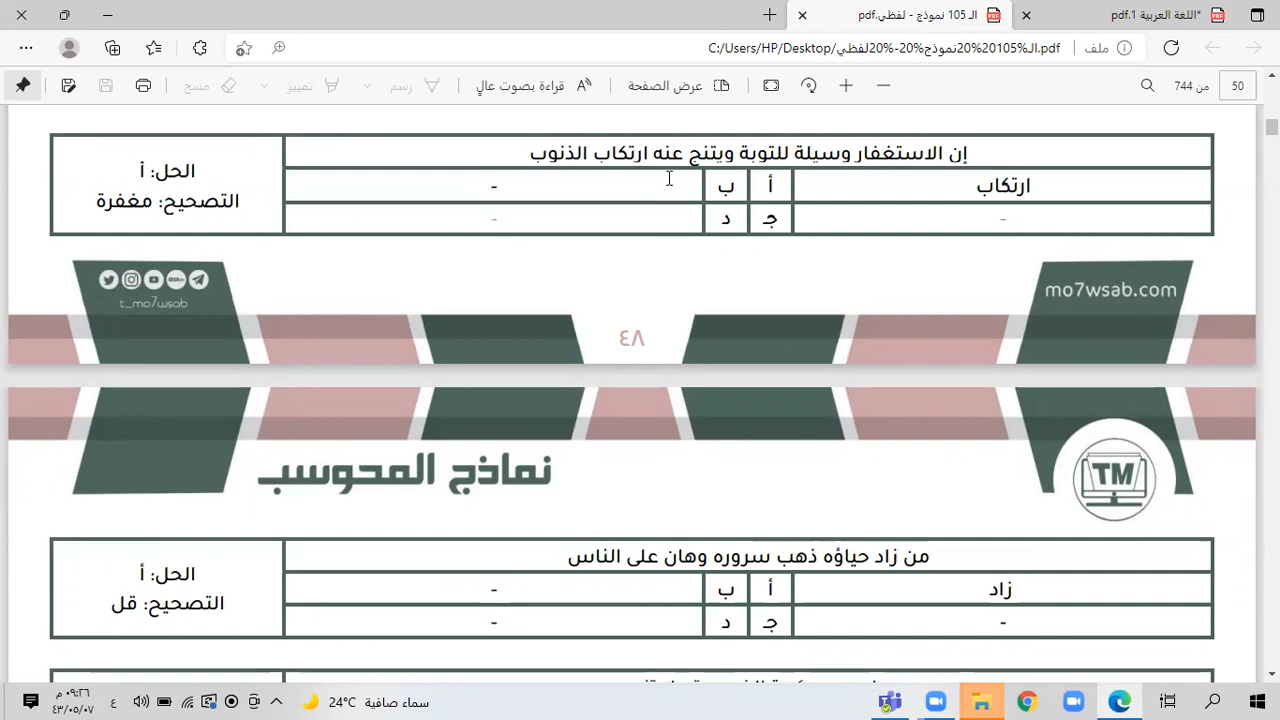 اللغة العربية 1.pdf*
الـ 105 نموذج - لفظي.pdf
ملف
C:/Users/HP/Desktop/الـ%20105%20نموذج%20-%20لفظي.pdf
50
من 744
عرض الصفحة
قراءة بصوت عالٍ
رسم
تمييز
مسح
إن الاستغفار وسيلة للتوبة وينتج عنه ارتكاب الذنوب
ارتكاب
أ
ب
-
-
جـ
د
-
الحل: أ
التصحيح: مغفرة
mo7wsab.com
t_mo7wsab
٤٨
TM
نماذج المحوسب
من زاد حياؤه ذهب سروره وهان على الناس
زاد
أ
ب
-
-
جـ
د
-
الحل: أ
التصحيح: قل
24°C سماء صافية
ع
٠٩:٢٦ م
٤٣/٠٥/٠٧